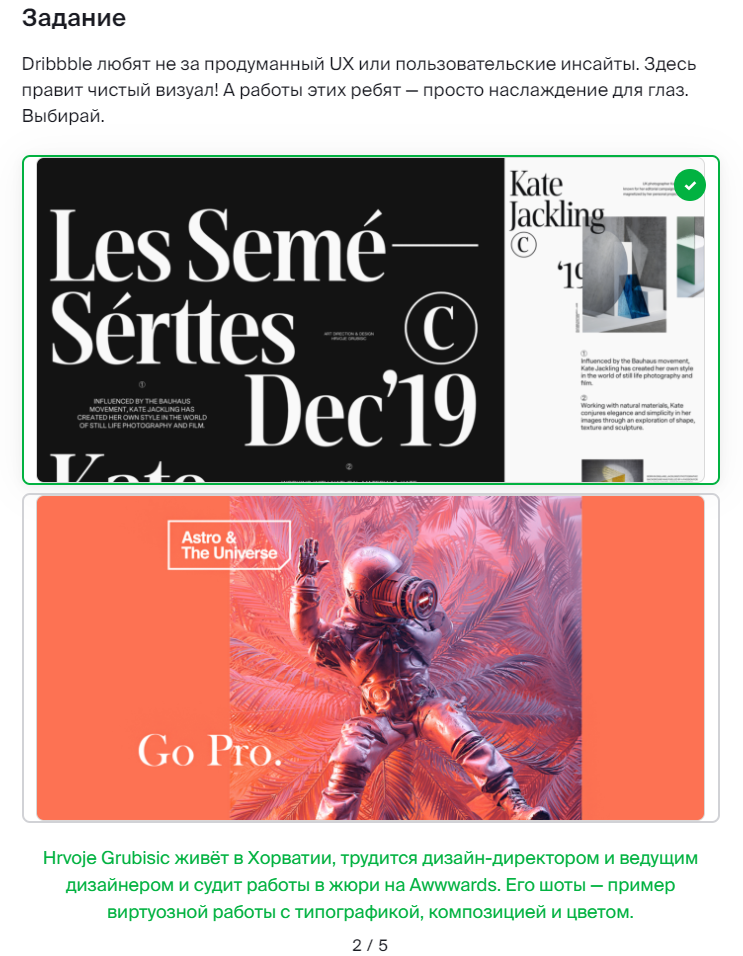 Задание
Dribbble любят не за продуманный UX или пользовательские инсайты. Здесь
правит чистый визуал! А работы этих ребят — просто наслаждение для глаз.
Выбирай.
Les Semé
Sérttes
C
ART DIRECTION & DESIGN
HRVOJE GRUBISIC
Dec'19
1
INFLUENCED BY THE BAUHAUS
MOVEMENT, KATE JACKLING HAS
CREATED HER OWN STYLE IN THE WORLD
OF STILL LIFE PHOTOGRAPHY AND FILM.
2
Kate
Kate
Jackling
C
'19
1
Influenced by the Bauhaus movement,
Kate Jackling has created her own style
in the world of still life photography and
film.
2
Working with natural materials, Kate
conjures elegance and simplicity in her
images through an exploration of shape,
texture and sculpture.
Astro &
The Universe
Go Pro.
Hrvoje Grubisic живёт в Хорватии, трудится дизайн-директором и ведущим
дизайнером и судит работы в жюри на Awwwards. Его шоты — пример
виртуозной работы с типографикой, композицией и цветом.
2 / 5